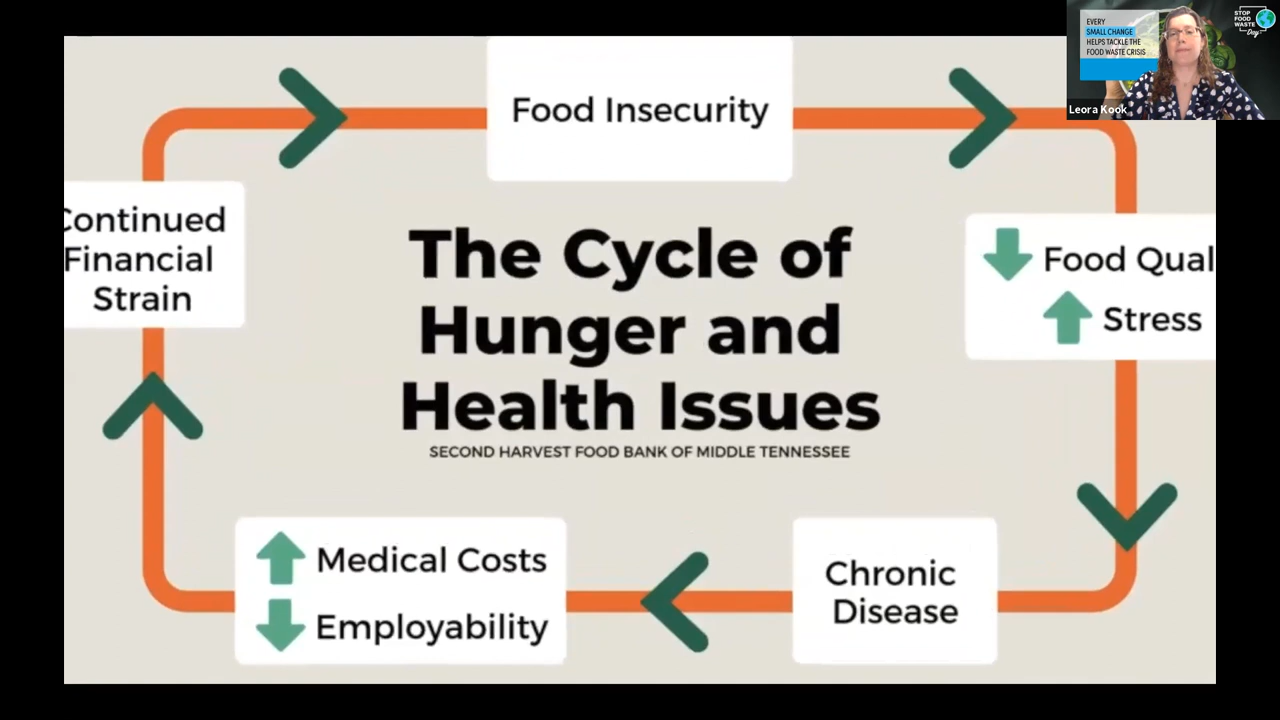 EVERY
SMALL CHANGE
HELPS TACKLE THE
FOOD WASTE CRISIS
STOP
FOOD
WASTE
Day
Leora Kook
Food Insecurity
Continued
Financial
Strain
The Cycle of
Hunger and
Health Issues
SECOND HARVEST FOOD BANK OF MIDDLE TENNESSEE
Food Qual
Stress
Medical Costs
Employability
Chronic
Disease